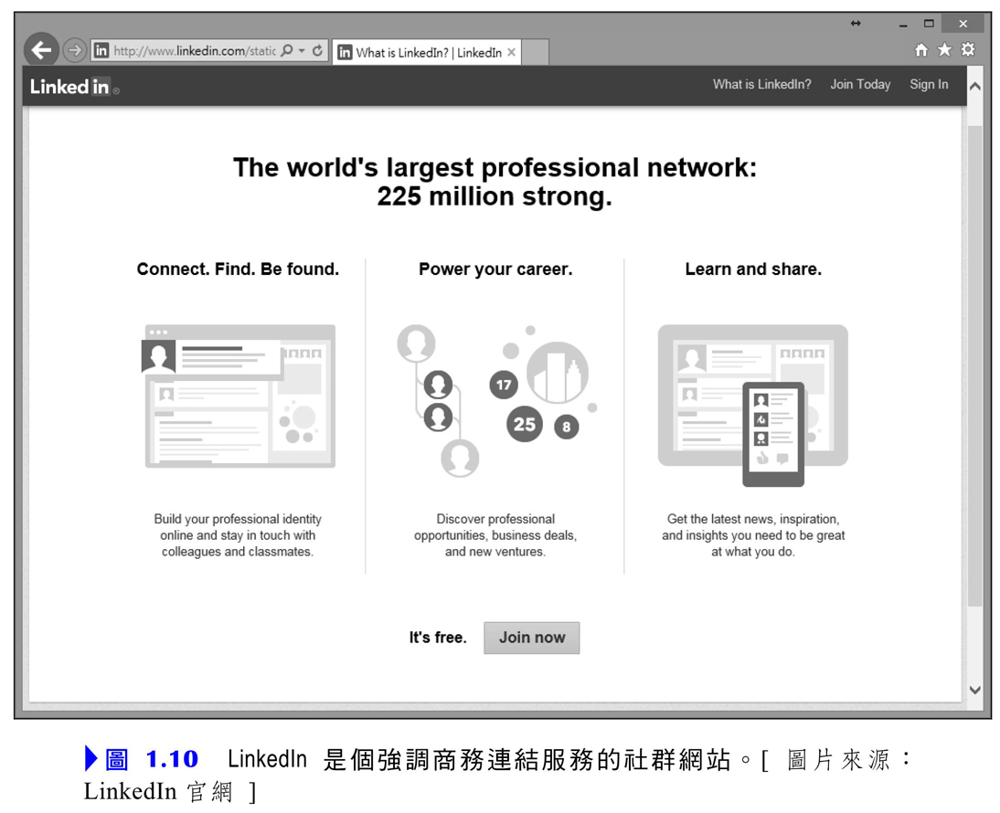 http://www.linkedin.com/static
What is LinkedIn? | LinkedIn
Linked in ®
What is LinkedIn? Join Today Sign In
The world's largest professional network:
225 million strong.
Connect. Find. Be found.
Power your career.
Learn and share.
17
25
8
Build your professional identity
online and stay in touch with
colleagues and classmates.
Discover professional
opportunities, business deals,
and new ventures.
Get the latest news, inspiration,
and insights you need to be great
at what you do.
It's free. Join now
圖 1.10 LinkedIn 是個強調商務連結服務的社群網站。[ 圖片來源：
LinkedIn 官網 ]